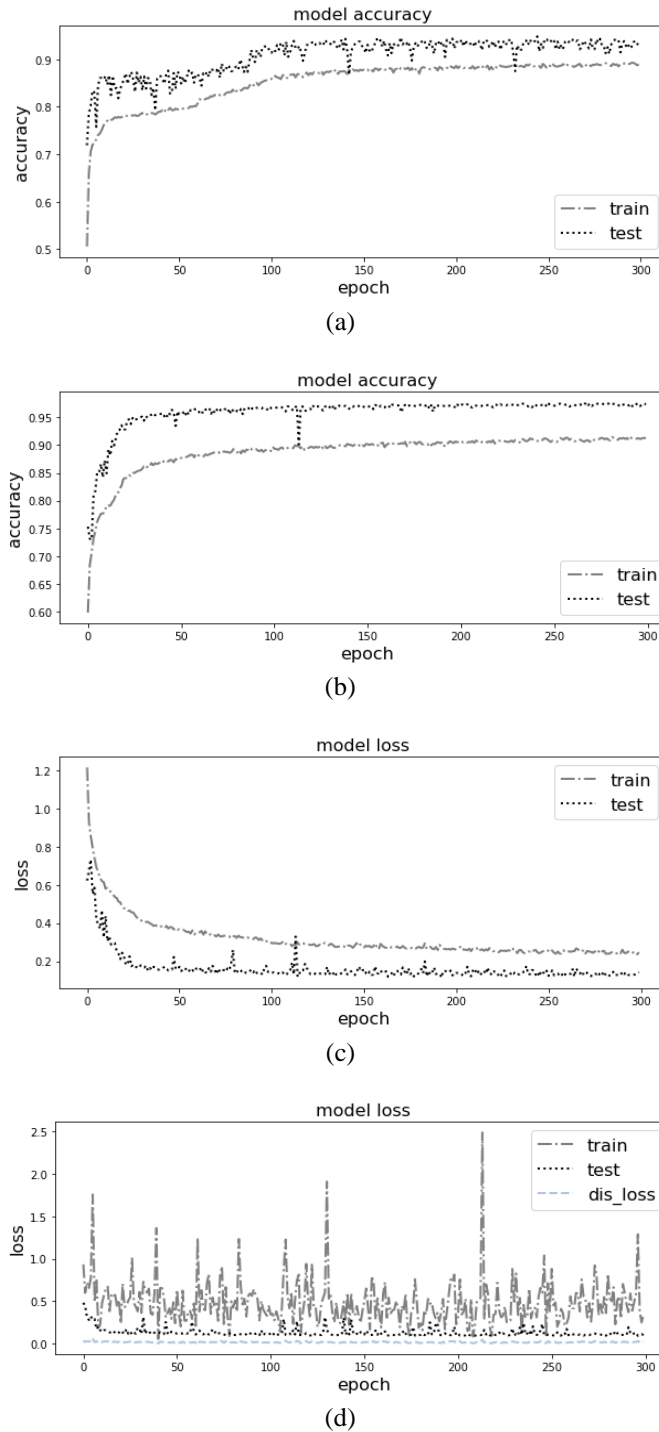 model accuracy
0.9
0.8
0.7
0.6
0.5
accuracy
train
test
0 50 100 150 200 250 300
epoch
(a)
model accuracy
0.95
0.90
0.85
0.80
0.75
0.70
0.65
0.60
accuracy
train
test
0 50 100 150 200 250 300
epoch
(b)
model loss
1.2
1.0
0.8
0.6
0.4
0.2
loss
train
test
0 50 100 150 200 250 300
epoch
(c)
model loss
2.5
2.0
1.5
1.0
0.5
0.0
loss
train
test
dis_loss
0 50 100 150 200 250 300
epoch
(d)